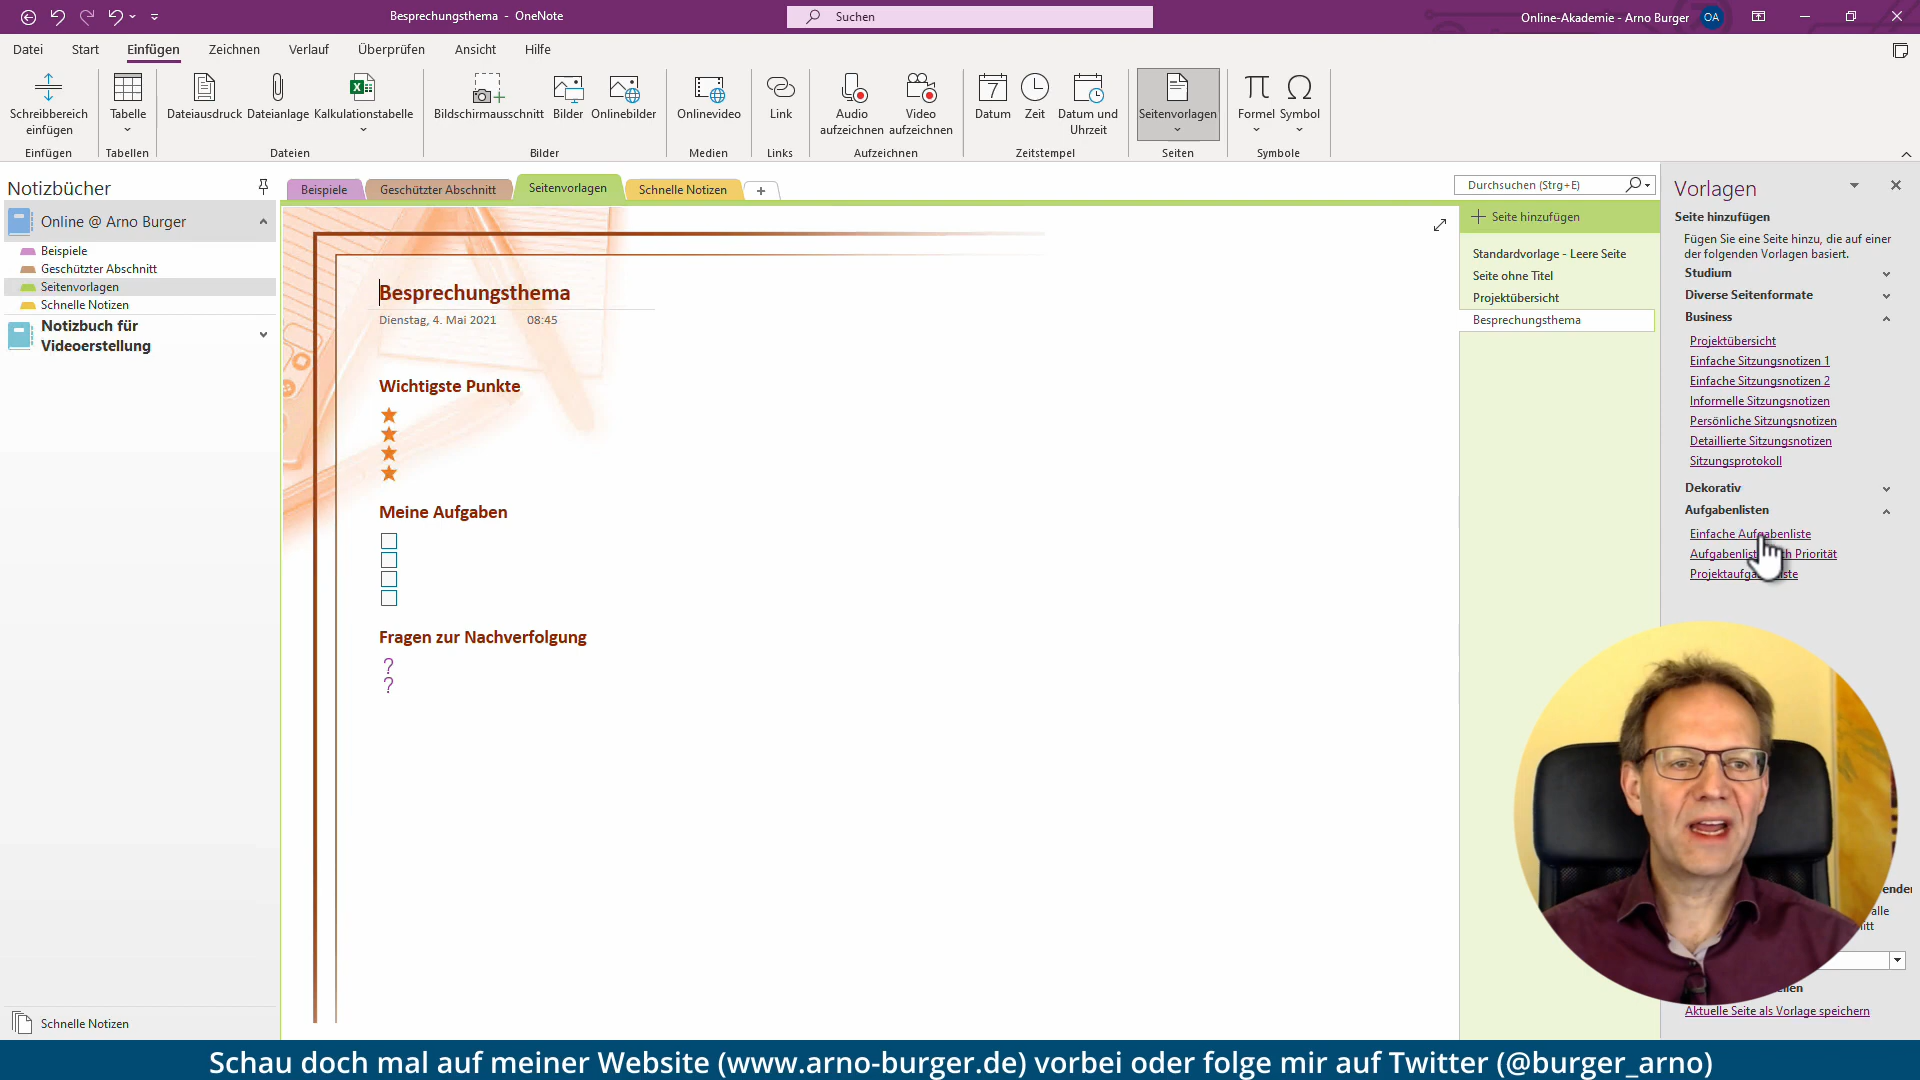 Besprechungsthema - OneNote
Suchen
Online-Akademie - Arno Burger
OA
Datei
Start
Einfügen
Zeichnen
Verlauf
Überprüfen
Ansicht
Hilfe
Schreibbereich einfügen
Tabelle
Dateiausdruck
Dateianlage
Kalkulationstabelle
Bildschirmausschnitt
Bilder
Onlinebilder
Onlinevideo
Link
Audio aufzeichnen
Video aufzeichnen
7
Datum
Zeit
Datum und Uhrzeit
Seitenvorlagen
π
Formel
Ω
Symbol
Einfügen
Tabellen
Dateien
Bilder
Medien
Links
Aufzeichnen
Zeitstempel
Seiten
Symbole
Notizbücher
Online @ Arno Burger
Beispiele
Geschützter Abschnitt
Seitenvorlagen
Schnelle Notizen
Notizbuch für
Videoerstellung
Schnelle Notizen
Beispiele
Geschützter Abschnitt
Seitenvorlagen
Schnelle Notizen
+
Durchsuchen (Strg+E)
Besprechungsthema
Dienstag, 4. Mai 2021 08:45
Wichtigste Punkte
Meine Aufgaben
Fragen zur Nachverfolgung
?
?
Seite hinzufügen
Standardvorlage - Leere Seite
Seite ohne Titel
Projektübersicht
Besprechungsthema
Vorlagen
Seite hinzufügen
Fügen Sie eine Seite hinzu, die auf einer
der folgenden Vorlagen basiert.
Studium
Diverse Seitenformate
Business
Projektübersicht
Einfache Sitzungsnotizen 1
Einfache Sitzungsnotizen 2
Informelle Sitzungsnotizen
Persönliche Sitzungsnotizen
Detaillierte Sitzungsnotizen
Sitzungsprotokoll
Dekorativ
Aufgabenlisten
Einfache Aufgabenliste
Priorität
Aktuelle Seite als Vorlage speichern
Schau doch mal auf meiner Website (www.arno-burger.de) vorbei oder folge mir auf Twitter (@burger_arno)